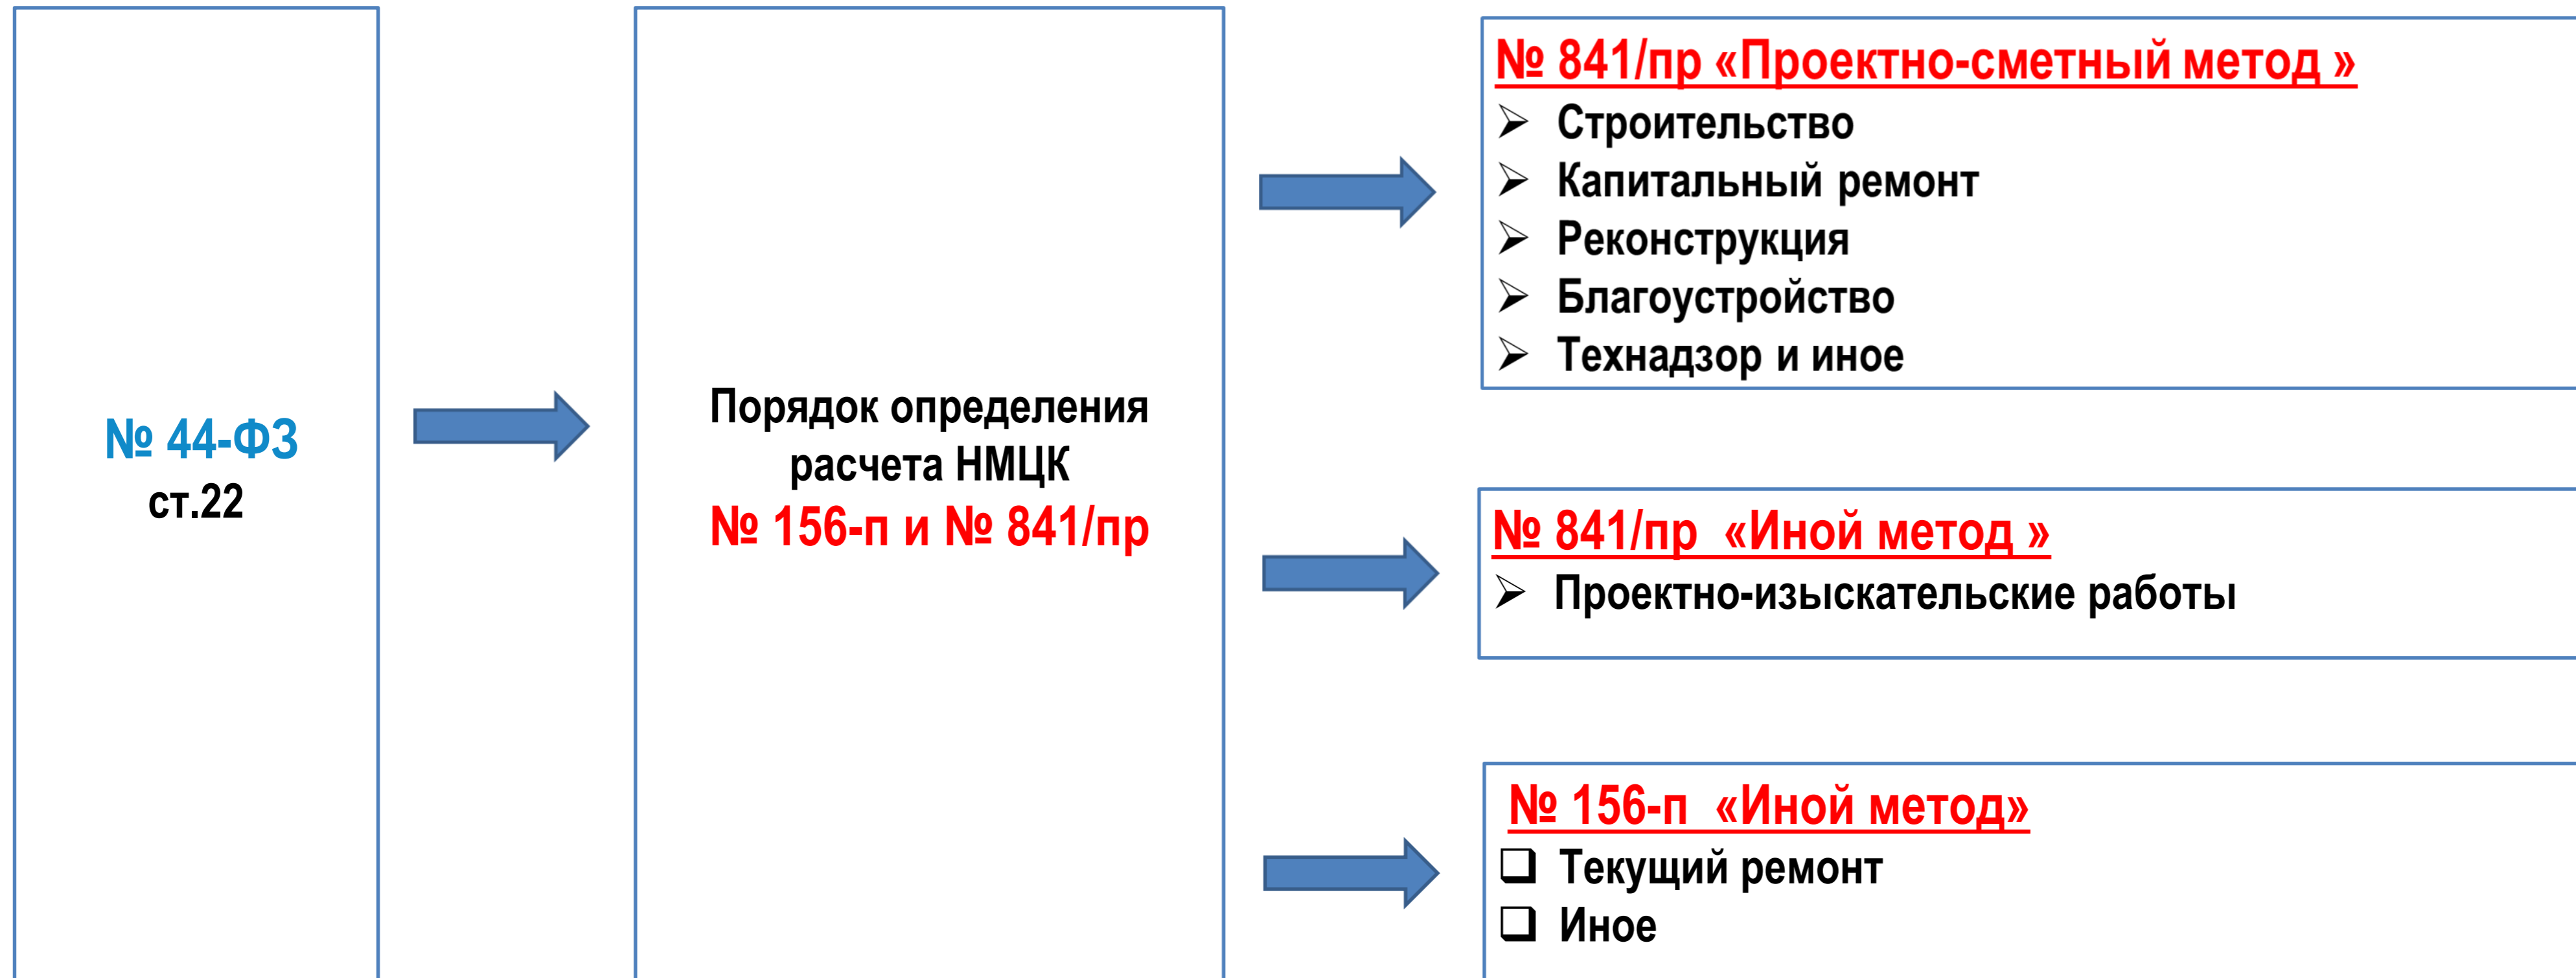 № 44-ФЗ
ст.22
Порядок определения
расчета НМЦК
№ 156-п и № 841/пр
№ 841/пр «Проектно-сметный метод »
Строительство
Капитальный ремонт
Реконструкция
Благоустройство
Технадзор и иное
№ 841/пр «Иной метод »
Проектно-изыскательские работы
№ 156-п «Иной метод»
Текущий ремонт
Иное